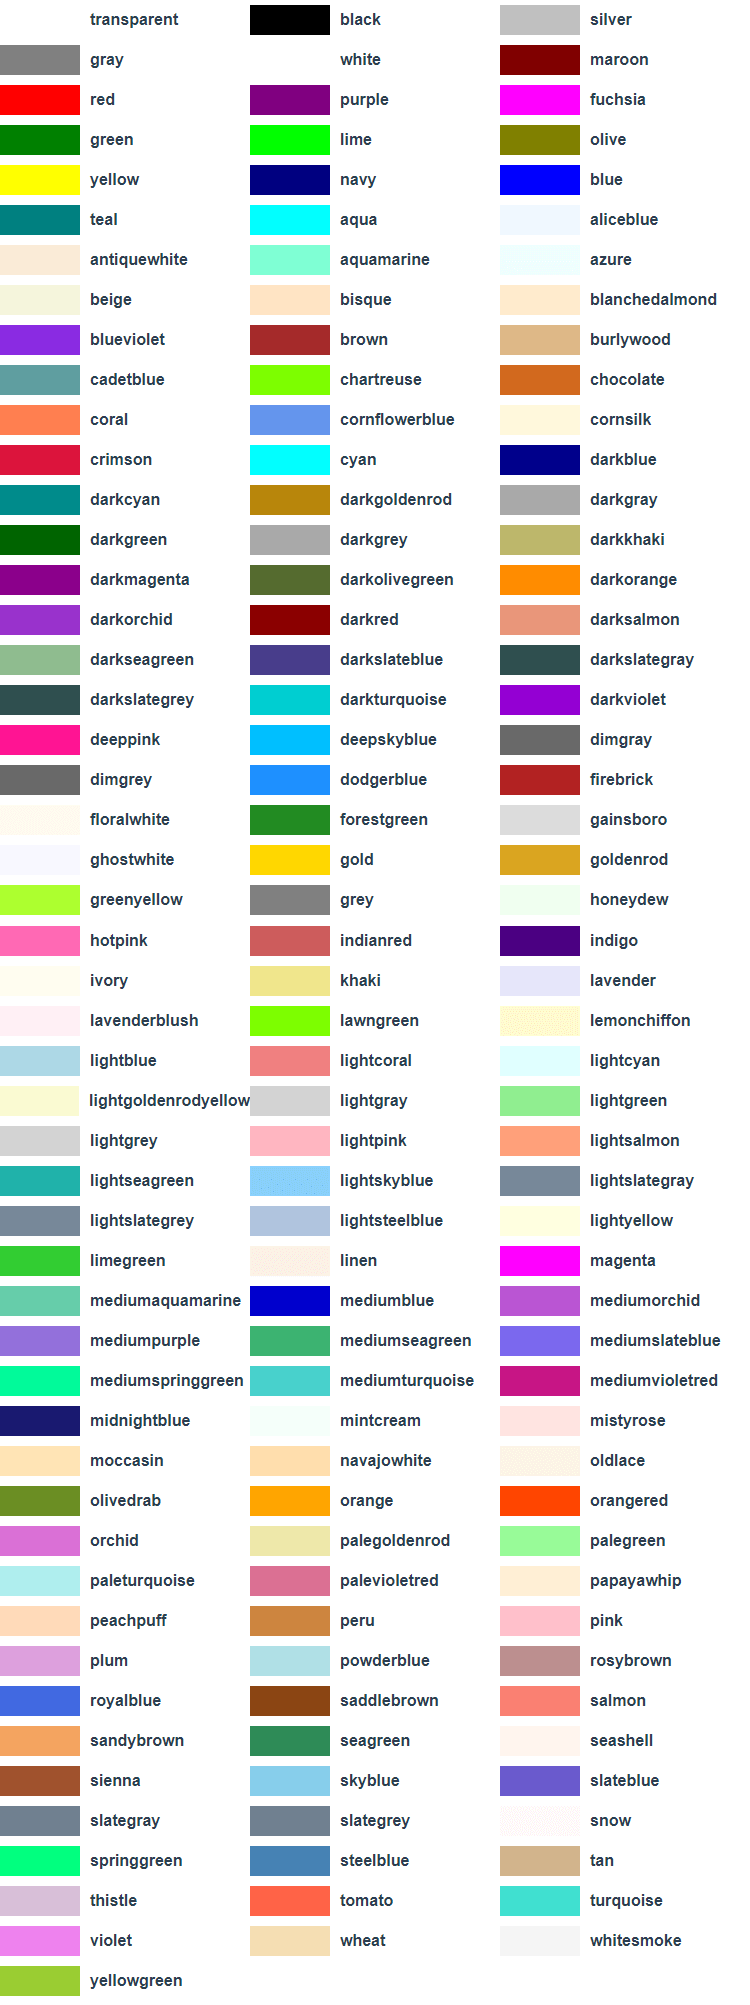 transparent black silver
gray white maroon
red purple fuchsia
green lime olive
yellow navy blue
teal aqua aliceblue
antiquewhite aquamarine azure
beige bisque blanchedalmond
blueviolet brown burlywood
cadetblue chartreuse chocolate
coral cornflowerblue cornsilk
crimson cyan darkblue
darkcyan darkgoldenrod darkgray
darkgreen darkgrey darkkhaki
darkmagenta darkolivegreen darkorange
darkorchid darkred darksalmon
darkseagreen darkslateblue darkslategray
darkslategrey darkturquoise darkviolet
deeppink deepskyblue dimgray
dimgrey dodgerblue firebrick
floralwhite forestgreen gainsboro
ghostwhite gold goldenrod
greenyellow grey honeydew
hotpink indianred indigo
ivory khaki lavender
lavenderblush lawngreen lemonchiffon
lightblue lightcoral lightcyan
lightgoldenrodyellow lightgray lightgreen
lightgrey lightpink lightsalmon
lightseagreen lightskyblue lightslategray
lightslategrey lightsteelblue lightyellow
limegreen linen magenta
mediumaquamarine mediumblue mediumorchid
mediumpurple mediumseagreen mediumslateblue
mediumspringgreen mediumturquoise mediumvioletred
midnightblue mintcream mistyrose
moccasin navajowhite oldlace
olivedrab orange orangered
orchid palegoldenrod palegreen
paleturquoise palevioletred papayawhip
peachpuff peru pink
plum powderblue rosybrown
royalblue saddlebrown salmon
sandybrown seagreen seashell
sienna skyblue slateblue
slategray slategrey snow
springgreen steelblue tan
thistle tomato turquoise
violet wheat whitesmoke
yellowgreen